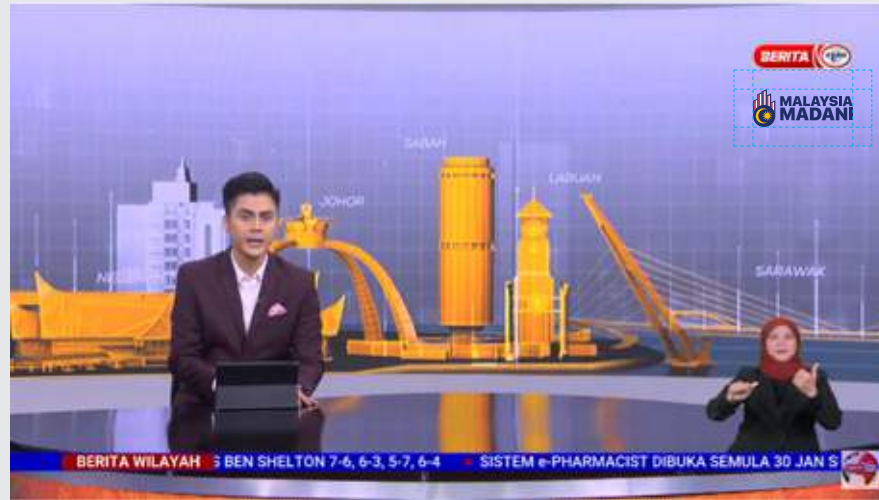 BERITA
MALAYSIA
MADANI
SABAH
LABUAN
JOHOR
SARAWAK
BERITA WILAYAH
BEN SHELTON 7-6, 6-3, 5-7, 6-4
SISTEM e-PHARMACIST DIBUKA SEMULA 30 JAN